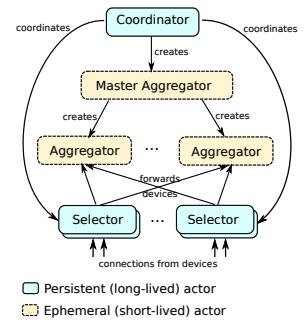 Coordinator
coordinates
coordinates
creates
Master Aggregator
creates
creates
Aggregator
...
Aggregator
forwards
devices
Selector
...
Selector
connections from devices
Persistent (long-lived) actor
Ephemeral (short-lived) actor